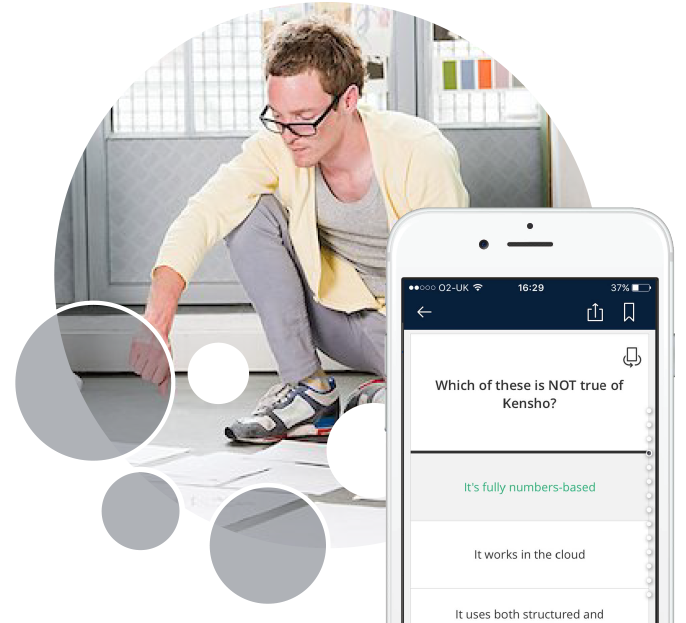 O2-UK 16:29 37%
Which of these is NOT true of
Kensho?
It's fully numbers-based
It works in the cloud
It uses both structured and